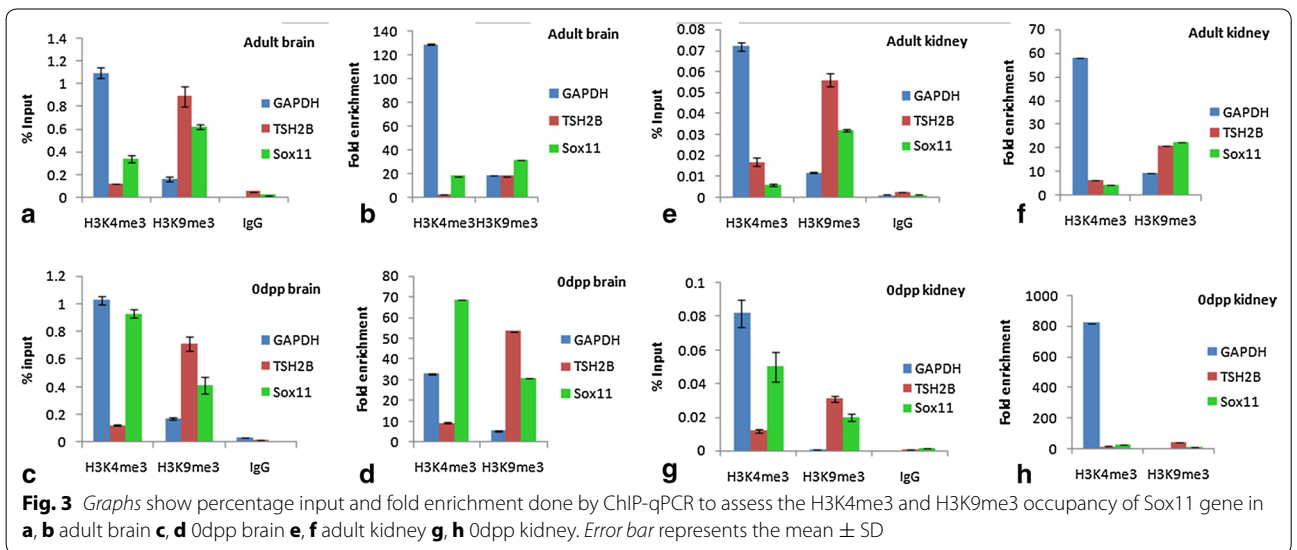 Adult brain
% Input
1.4
1.2
1
0.8
0.6
0.4
0.2
0
GAPDH
TSH2B
Sox11
H3K4me3 H3K9me3 IgG
a
Adult brain
Fold enrichment
140
120
100
80
60
40
20
0
GAPDH
TSH2B
Sox11
H3K4me3 H3K9me3
b
Adult kidney
% Input
0.08
0.07
0.06
0.05
0.04
0.03
0.02
0.01
0
GAPDH
TSH2B
Sox11
H3K4me3 H3K9me3 IgG
e
Adult kidney
Fold enrichment
70
60
50
40
30
20
10
0
GAPDH
TSH2B
Sox11
H3K4me3 H3K9me3
f
0dpp brain
% input
1.2
1
0.8
0.6
0.4
0.2
0
GAPDH
TSH2B
Sox11
H3K4me3 H3K9me3 IgG
c
0dpp brain
Fold enrichment
80
70
60
50
40
30
20
10
0
GAPDH
TSH2B
Sox11
H3K4me3 H3K9me3
d
0dpp kidney
% Input
0.1
0.08
0.06
0.04
0.02
0
GAPDH
TSH2B
Sox11
H3K4me3 H3K9me3 IgG
g
0dpp kidney
Fold enrichment
1000
800
600
400
200
0
GAPDH
TSH2B
Sox11
H3K4me3 H3K9me3
h
Fig. 3 Graphs show percentage input and fold enrichment done by ChIP-qPCR to assess the H3K4me3 and H3K9me3 occupancy of Sox11 gene in
a, b adult brain c, d 0dpp brain e, f adult kidney g, h 0dpp kidney. Error bar represents the mean ± SD